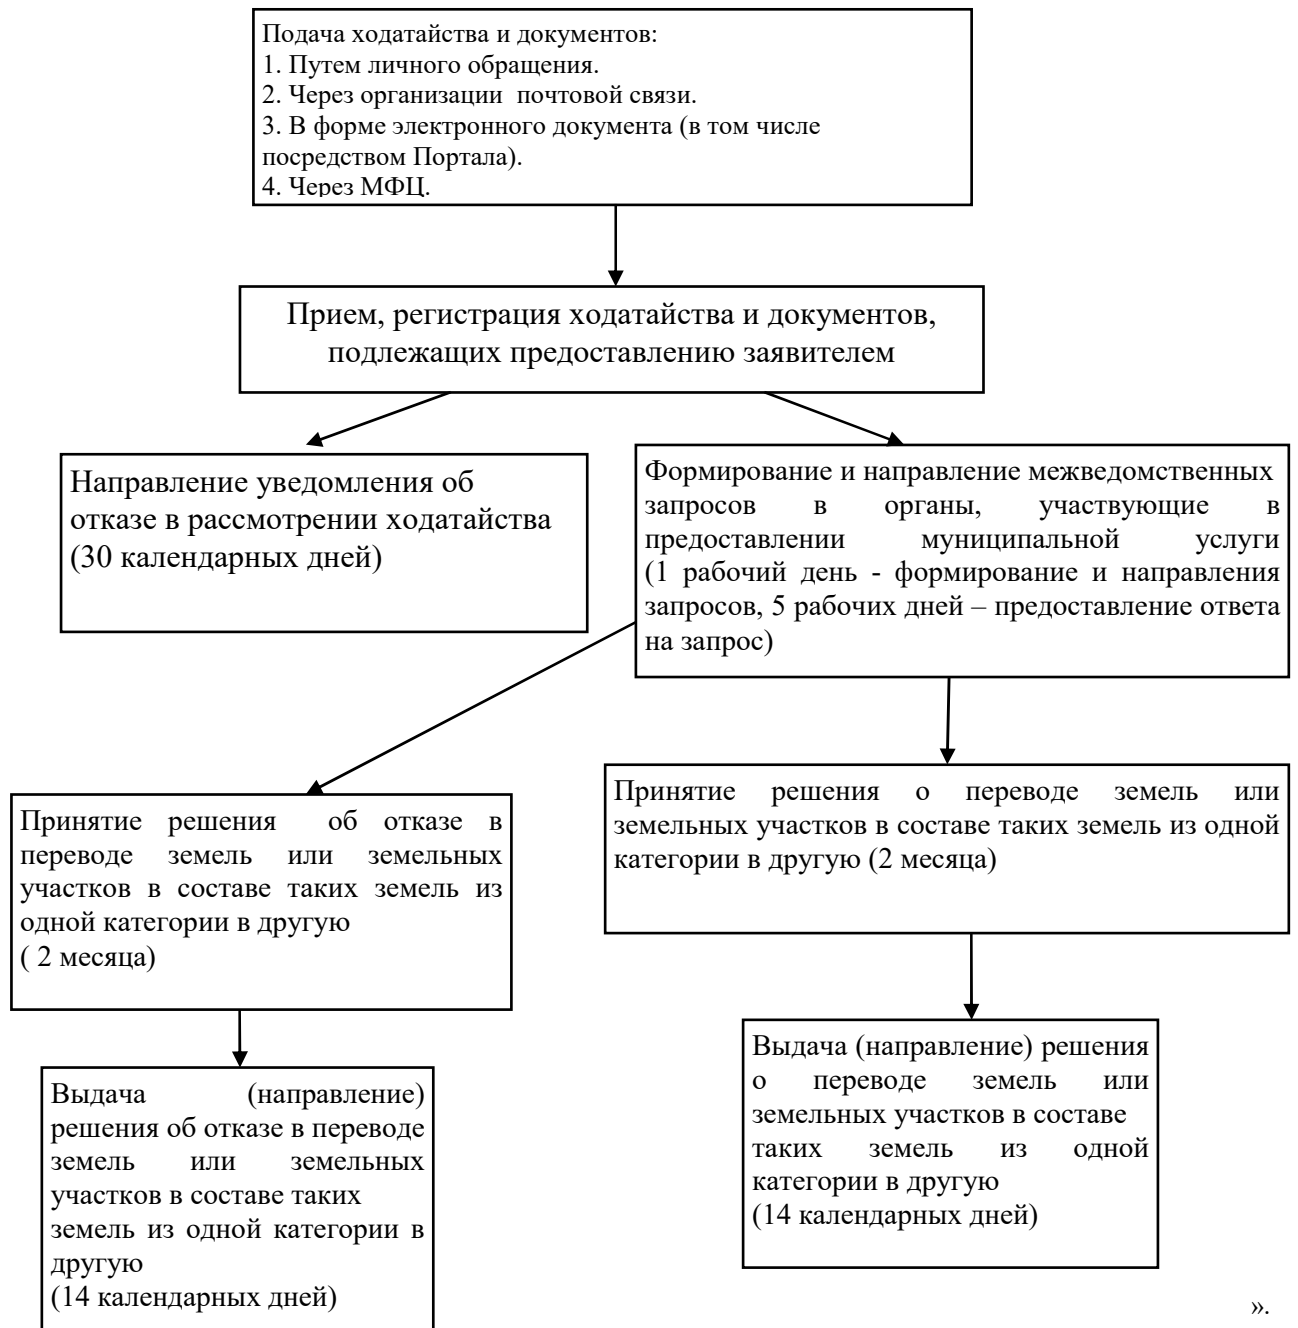 Подача ходатайства и документов:
1. Путем личного обращения.
2. Через организации почтовой связи.
3. В форме электронного документа (в том числе
посредством Портала).
4. Через МФЦ.
Прием, регистрация ходатайства и документов,
подлежащих предоставлению заявителем
Направление уведомления об
отказе в рассмотрении ходатайства
(30 календарных дней)
Формирование и направление межведомственных
запросов в органы, участвующие в
предоставлении муниципальной услуги
(1 рабочий день - формирование и направления
запросов, 5 рабочих дней – предоставление ответа
на запрос)
Принятие решения об отказе в
переводе земель или земельных
участков в составе таких земель из
одной категории в другую
( 2 месяца)
Принятие решения о переводе земель или
земельных участков в составе таких земель из одной
категории в другую (2 месяца)
Выдача (направление)
решения об отказе в переводе
земель или земельных
участков в составе таких
земель из одной категории в
другую
(14 календарных дней)
Выдача (направление) решения
о переводе земель или
земельных участков в составе
таких земель из одной
категории в другую
(14 календарных дней)
».